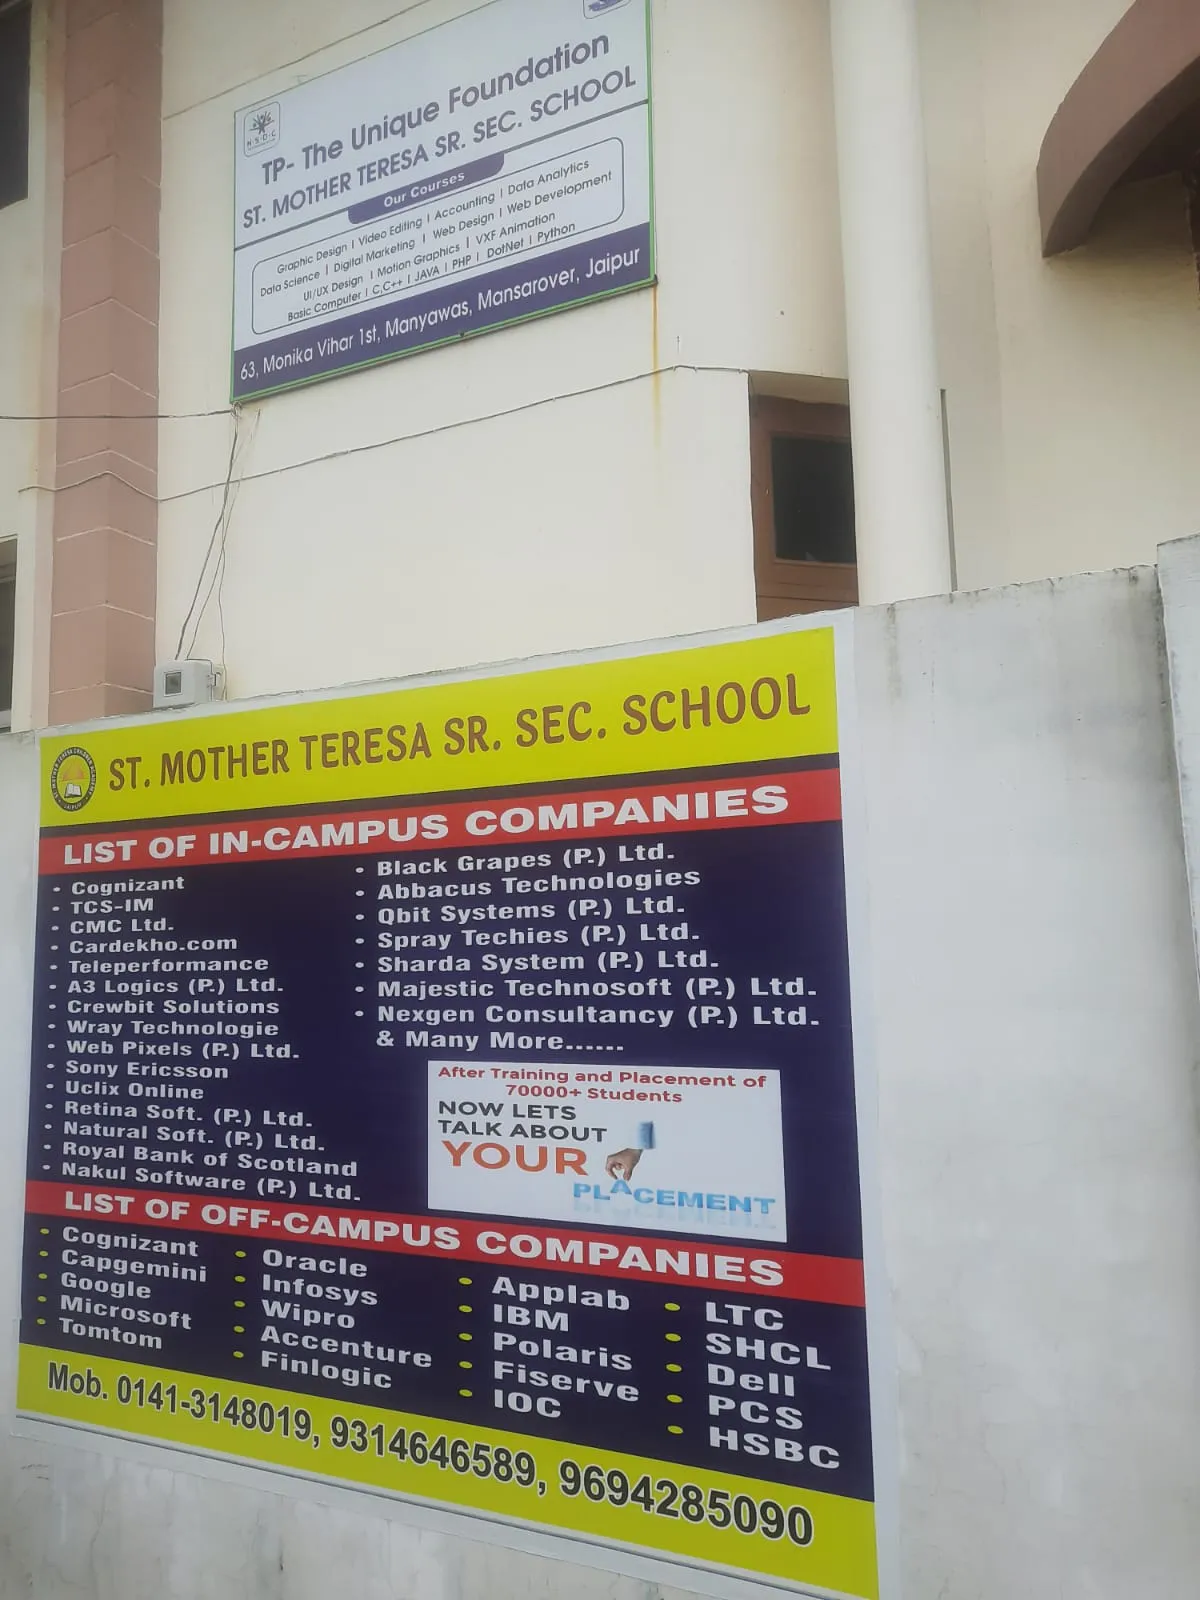 N·S·D·C
TP- The Unique Foundation
ST. MOTHER TERESA SR. SEC. SCHOOL
Our Courses
Graphic Design | Video Editing | Accounting | Data Analytics
Data Science | Digital Marketing | Web Design | Web Development
UI/UX Design | Motion Graphics | VXF Animation
Basic Computer | C,C++ | JAVA | PHP | DotNet | Python
63, Monika Vihar 1st, Manyawas, Mansarover, Jaipur
ST. MOTHER TERESA SR. SEC. SCHOOL
LIST OF IN-CAMPUS COMPANIES
• Cognizant
• TCS-IM
• CMC Ltd.
• Cardekho.com
• Teleperformance
• A3 Logics (P.) Ltd.
• Crewbit Solutions
• Wray Technologie
• Web Pixels (P.) Ltd.
• Sony Ericsson
• Uclix Online
• Retina Soft. (P.) Ltd.
• Natural Soft. (P.) Ltd.
• Royal Bank of Scotland
• Nakul Software (P.) Ltd.
• Black Grapes (P.) Ltd.
• Abbacus Technologies
• Qbit Systems (P.) Ltd.
• Spray Techies (P.) Ltd.
• Sharda System (P.) Ltd.
• Majestic Technosoft (P.) Ltd.
• Nexgen Consultancy (P.) Ltd.
& Many More......
After Training and Placement of
70000+ Students
NOW LETS
TALK ABOUT
YOUR
PLACEMENT
LIST OF OFF-CAMPUS COMPANIES
• Cognizant
• Capgemini
• Google
• Microsoft
• Tomtom
• Oracle
• Infosys
• Wipro
• Accenture
• Finlogic
• Applab
• IBM
• Polaris
• Fiserve
• IOC
• LTC
• SHCL
• Dell
• PCS
• HSBC
Mob. 0141-3148019, 9314646589, 9694285090